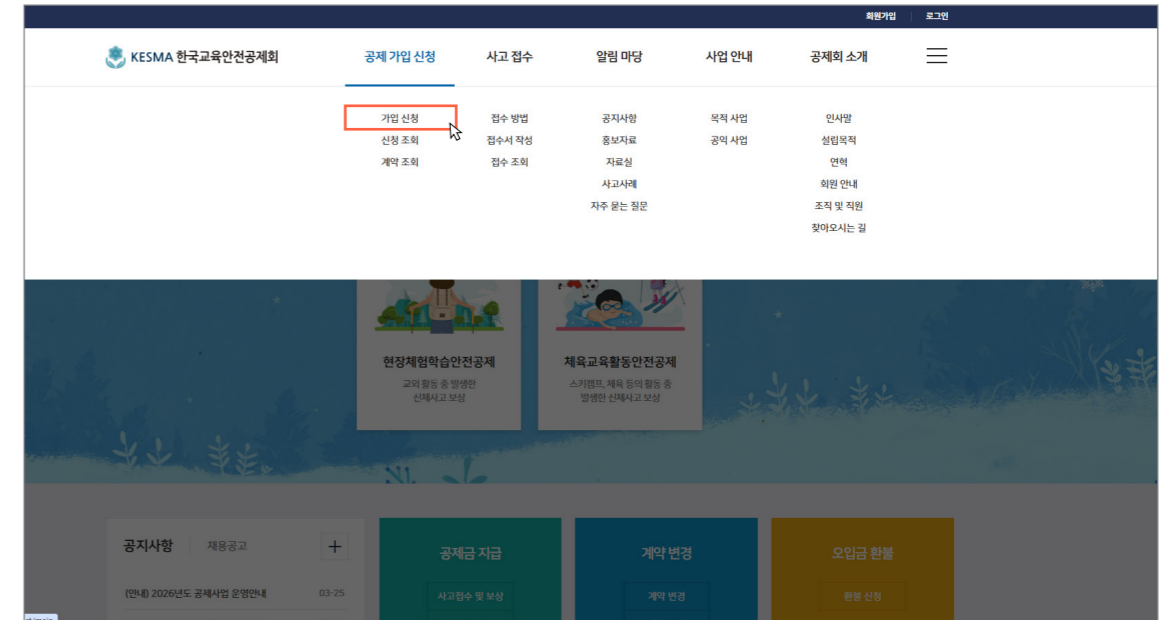 회원가입 로그인
KESMA 한국교육안전공제회 공제 가입 신청 사고 접수 알림 마당 사업 안내 공제회 소개
가입 신청 접수 방법 공지사항 목적 사업 인사말
신청 조회 접수서 작성 홍보자료 공익 사업 설립목적
계약 조회 접수 조회 자료실 연혁
사고사례 회원 안내
자주 묻는 질문 조직 및 직원
찾아오시는 길
현장체험학습안전공제 체육교육활동안전공제
교외 활동 중 발생한 스키캠프, 체육 등의 활동 중
신체사고 보상 발생한 신체사고 보상
공지사항 채용공고 공제금 지급 계약 변경 오입금 환불
(안내) 2026년도 공제사업 운영안내 03-25 사고접수 및 보상 계약 변경 환불 신청